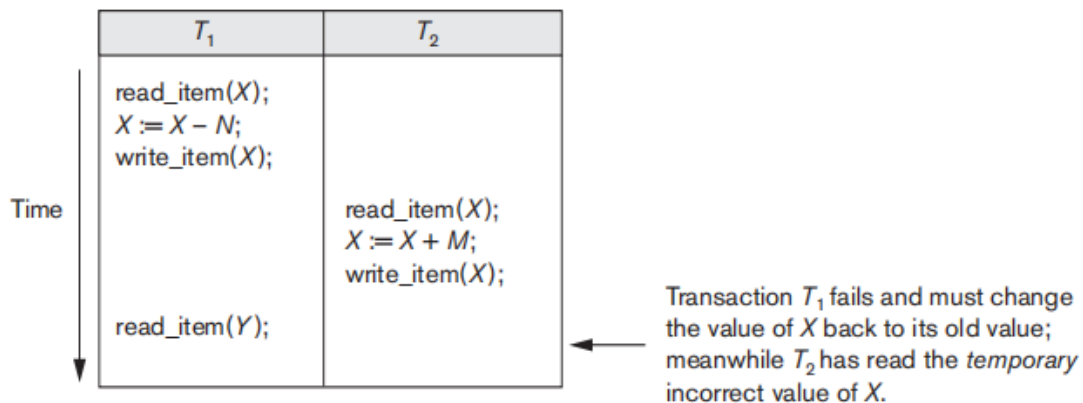 T1 T2
read_item(X);
X := X – N;
write_item(X);
Time
read_item(X);
X := X + M;
write_item(X);
read_item(Y);
Transaction T1 fails and must change
the value of X back to its old value;
meanwhile T2 has read the temporary
incorrect value of X.